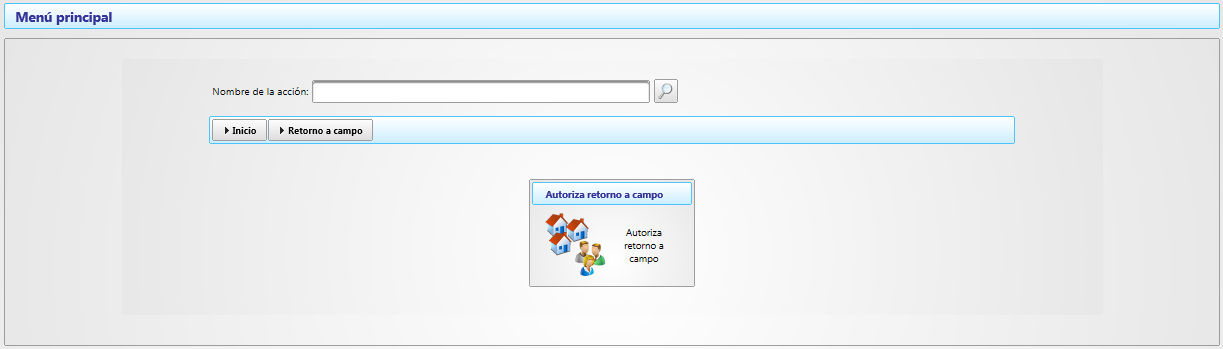 Menú principal
Nombre de la acción:
Inicio Retorno a campo
Autoriza retorno a campo
Autoriza
retorno a
campo